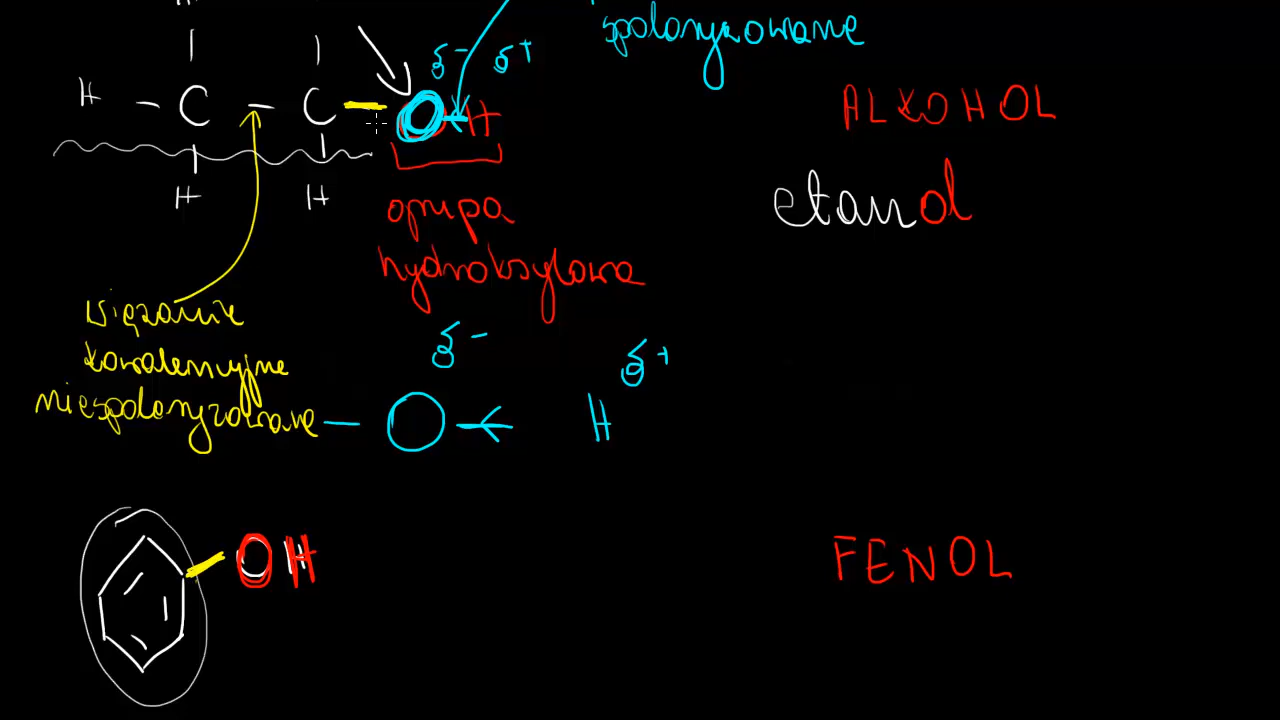 spolaryzowane
δ- δ+
H - C - C - O H
ALKOHOL
H H
etanol
grupa
hydroksylowa
wiązanie
kowalencyjne
niespolaryzowane
δ- δ+
- O H
OH
FENOL